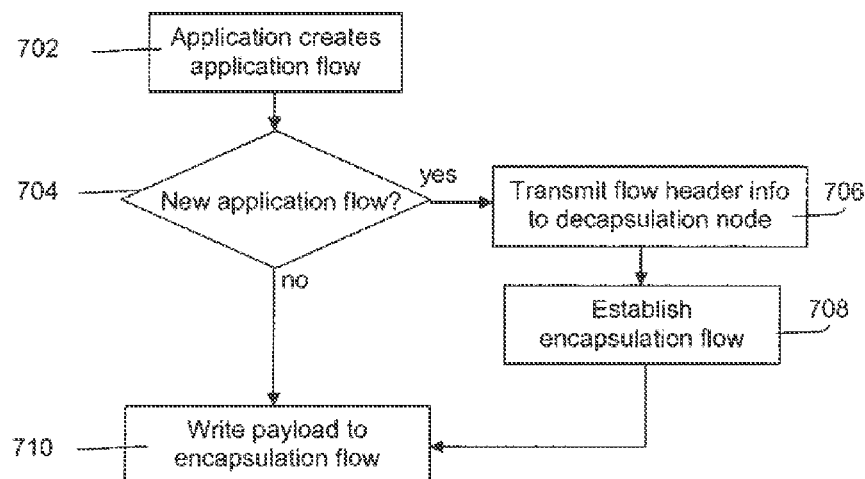 702
Application creates
application flow
704
New application flow?
yes
no
Transmit flow header info
to decapsulation node
706
Establish
encapsulation flow
708
710
Write payload to
encapsulation flow